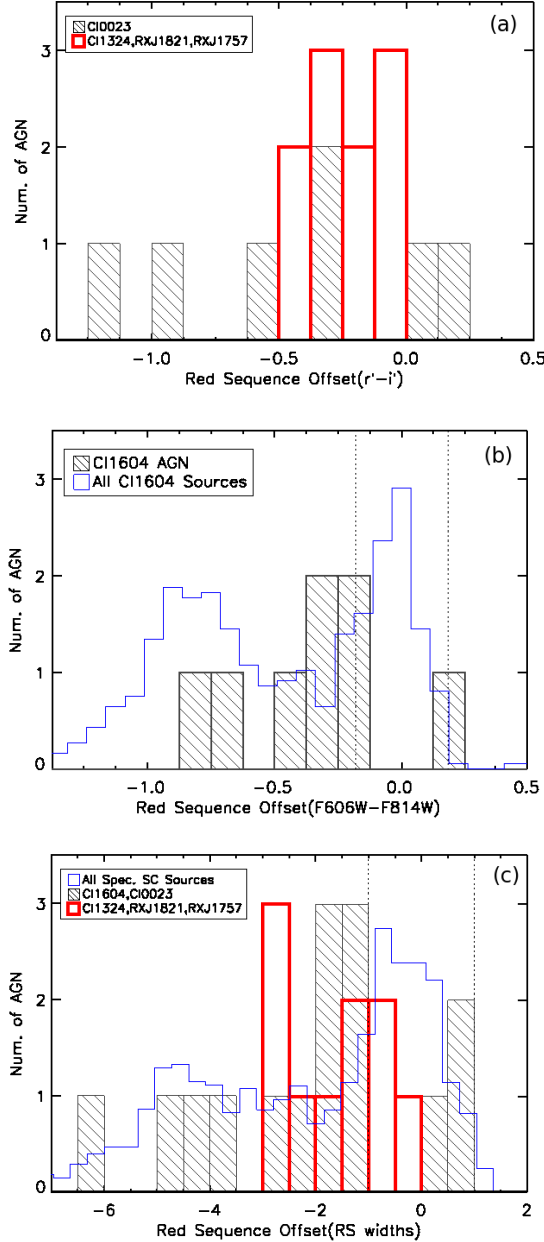 (a)
Cl0023
Cl1324,RXJ1821,RXJ1757
3
2
1
0
Num. of AGN
-1.0 -0.5 0.0 0.5
Red Sequence Offset(r'-i')
(b)
Cl1604 AGN
All Cl1604 Sources
3
2
1
0
Num. of AGN
-1.0 -0.5 0.0 0.5
Red Sequence Offset(F606W-F814W)
(c)
All Spec. SC Sources
Cl1604,Cl0023
Cl1324,RXJ1821,RXJ1757
3
2
1
0
Num. of AGN
-6 -4 -2 0 2
Red Sequence Offset(RS widths)